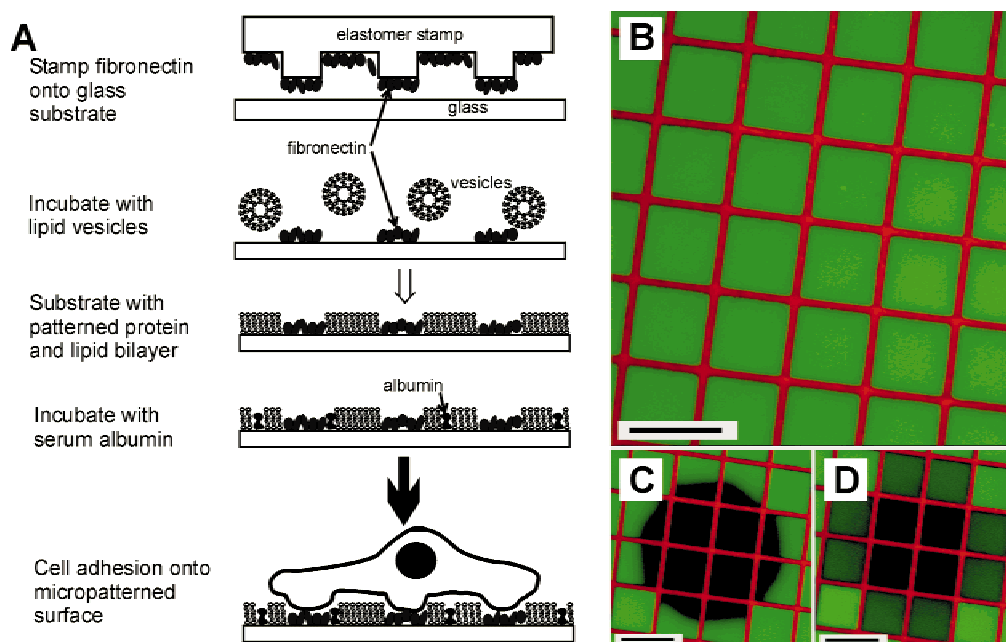 A
elastomer stamp
Stamp fibronectin
onto glass
substrate
glass
fibronectin
vesicles
Incubate with
lipid vesicles
Substrate with
patterned protein
and lipid bilayer
albumin
Incubate with
serum albumin
Cell adhesion onto
micropatterned
surface
B
C
D